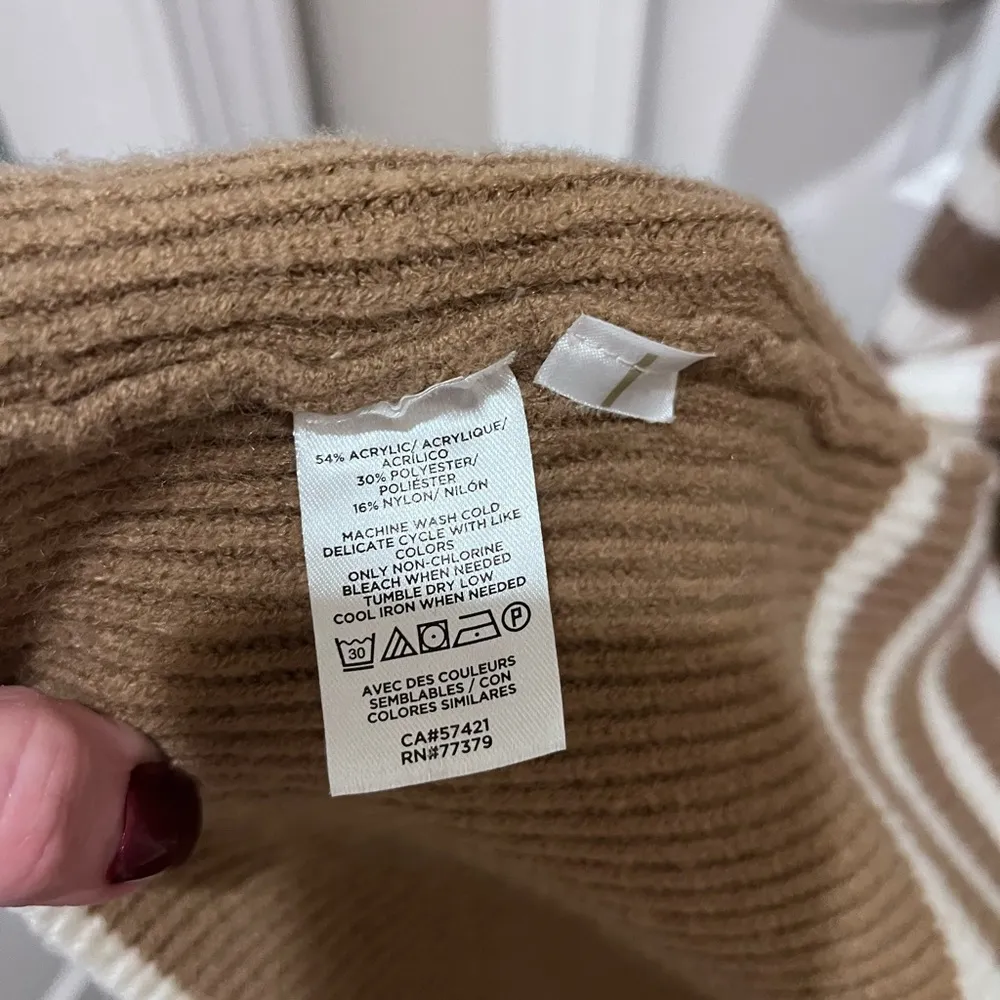 54% ACRYLIC/ ACRYLIQUE/
ACRÍLICO
30% POLYESTER/
POLIÉSTER
16% NYLON/ NILÓN
MACHINE WASH COLD
DELICATE CYCLE WITH LIKE
COLORS
ONLY NON-CHLORINE
BLEACH WHEN NEEDED
TUMBLE DRY LOW
COOL IRON WHEN NEEDED
30 P
AVEC DES COULEURS
SEMBLABLES / CON
COLORES SIMILARES
CA#57421
RN#77379